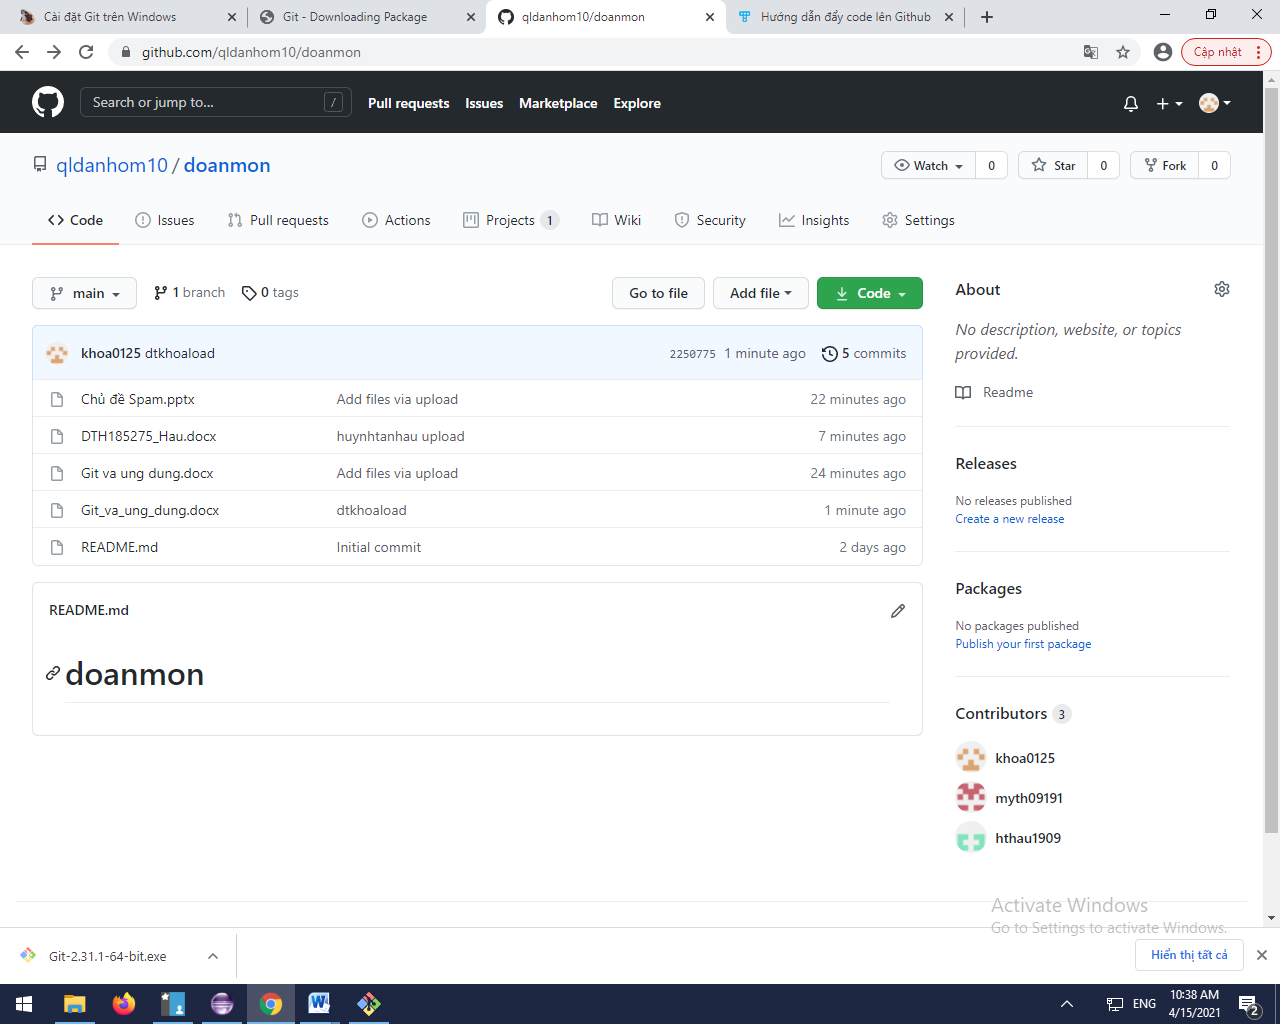 Cài đặt Git trên Windows
Git - Downloading Package
qldanhom10/doanmon
Hướng dẫn đẩy code lên Github
github.com/qldanhom10/doanmon
Cập nhật
Search or jump to...
/
Pull requests
Issues
Marketplace
Explore
qldanhom10 / doanmon
Watch 0
Star 0
Fork 0
Code
Issues
Pull requests
Actions
Projects 1
Wiki
Security
Insights
Settings
main
1 branch
0 tags
Go to file
Add file
Code
khoa0125 dtkhoaload 2250775 1 minute ago 5 commits
Chủ đề Spam.pptx Add files via upload 22 minutes ago
DTH185275_Hau.docx huynhtanhau upload 7 minutes ago
Git va ung dung.docx Add files via upload 24 minutes ago
Git_va_ung_dung.docx dtkhoaload 1 minute ago
README.md Initial commit 2 days ago
README.md
doanmon
About
No description, website, or topics
provided.
Readme
Releases
No releases published
Create a new release
Packages
No packages published
Publish your first package
Contributors 3
khoa0125
myth09191
hthau1909
Activate Windows
Go to Settings to activate Windows.
Git-2.31.1-64-bit.exe
Hiển thị tất cả
ENG
10:38 AM
4/15/2021
2